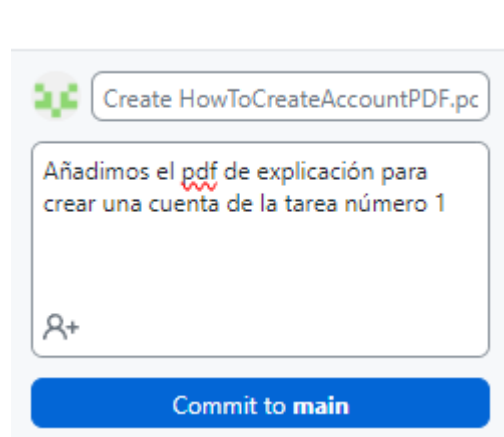 Create HowToCreateAccountPDF.pc
Añadimos el pdf de explicación para
crear una cuenta de la tarea número 1
Commit to main